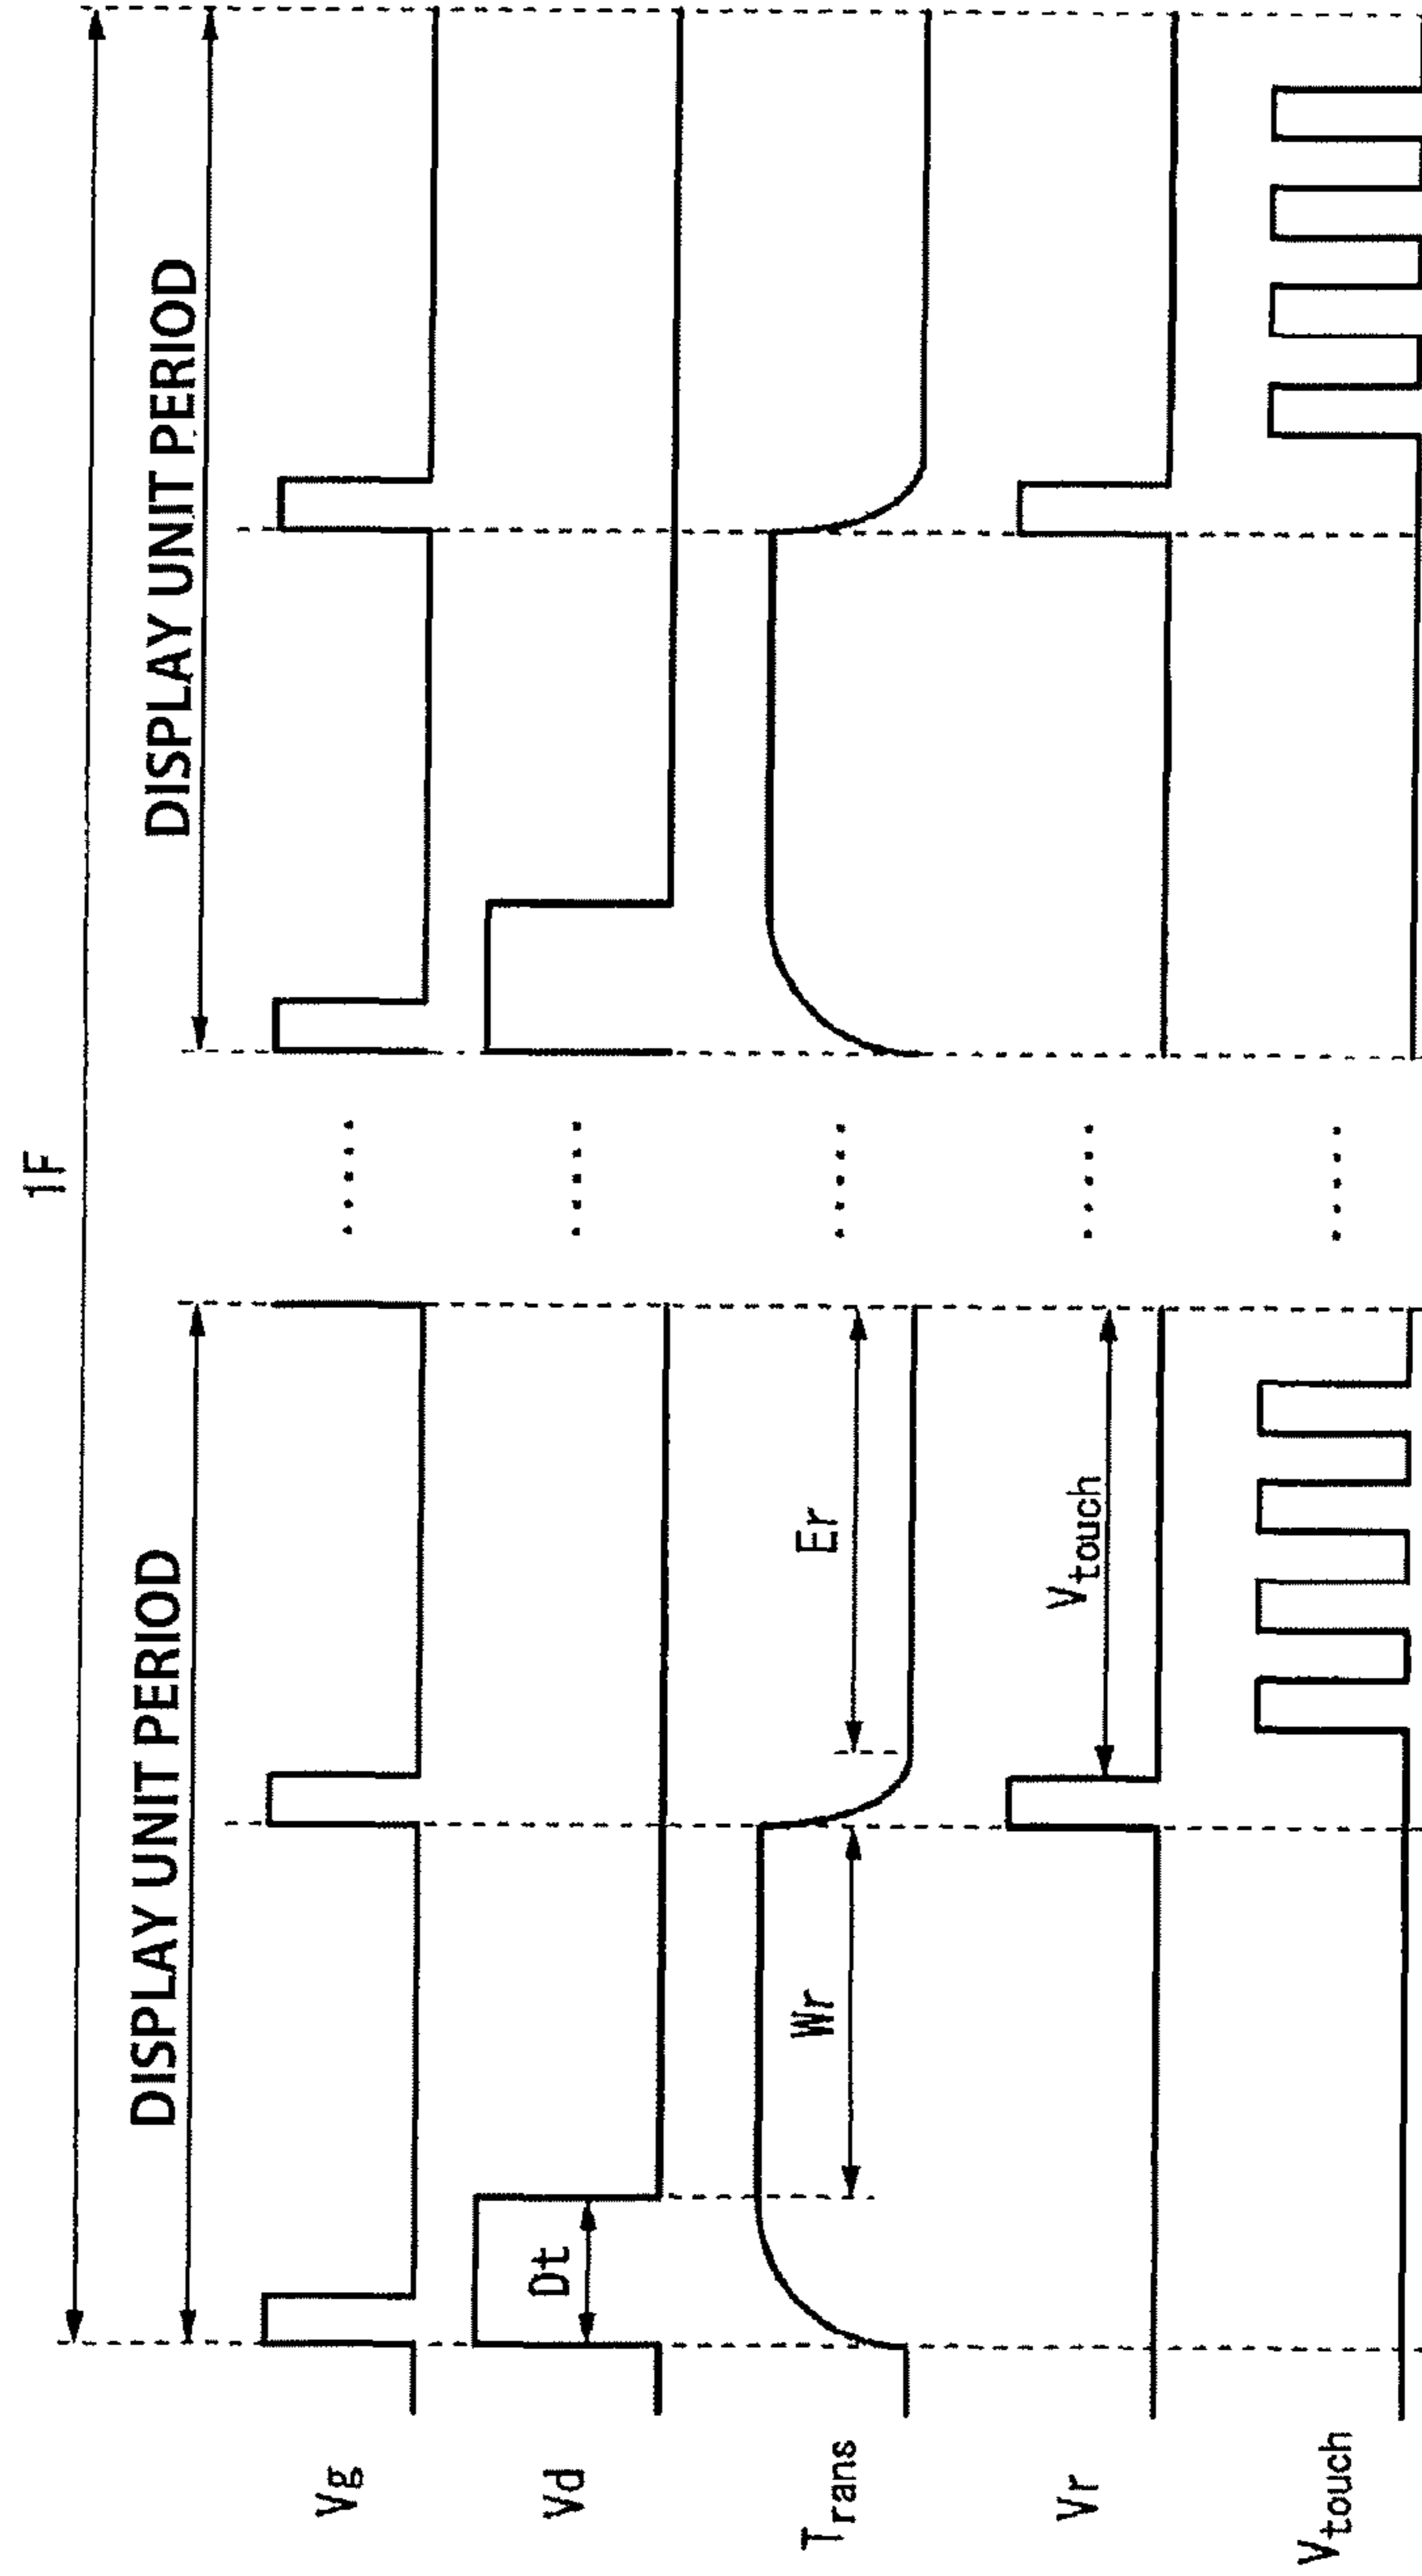 1F
DISPLAY UNIT PERIOD
DISPLAY UNIT PERIOD
Vg
.....
Vd
Dt
.....
Trans
Wr
Er
.....
Vr
Vtouch
.....
Vtouch
.....